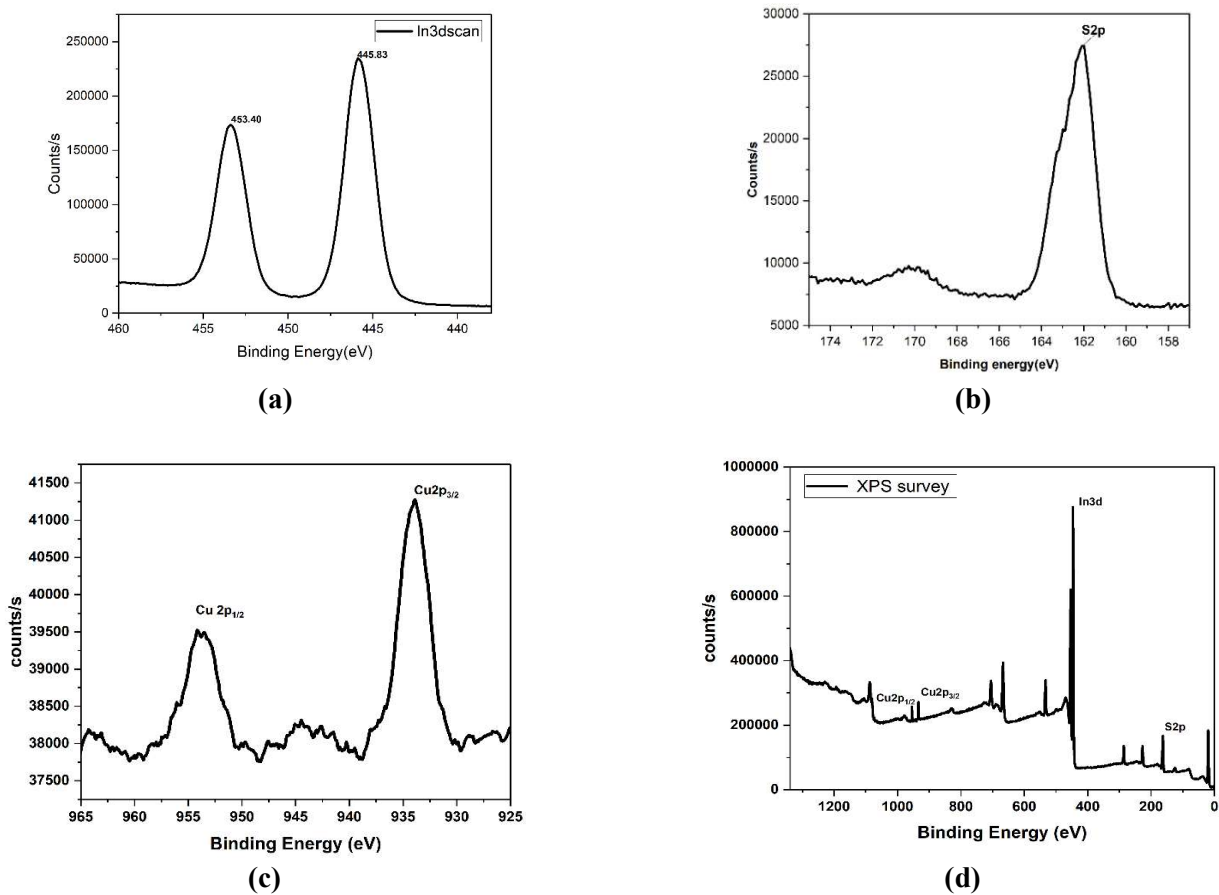 In3dscan
445.83
453.40
250000
200000
150000
100000
50000
0
460 455 450 445 440
Counts/s
Binding Energy(eV)
(a)
S2p
30000
25000
20000
15000
10000
5000
174 172 170 168 166 164 162 160 158
Counts/s
Binding energy(eV)
(b)
Cu2p3/2
Cu 2p1/2
41500
41000
40500
40000
39500
39000
38500
38000
37500
965 960 955 950 945 940 935 930 925
counts/s
Binding Energy (eV)
(c)
XPS survey
In3d
Cu2p1/2
Cu2p3/2
S2p
1000000
800000
600000
400000
200000
0
1200 1000 800 600 400 200 0
counts/s
Binding Energy (eV)
(d)